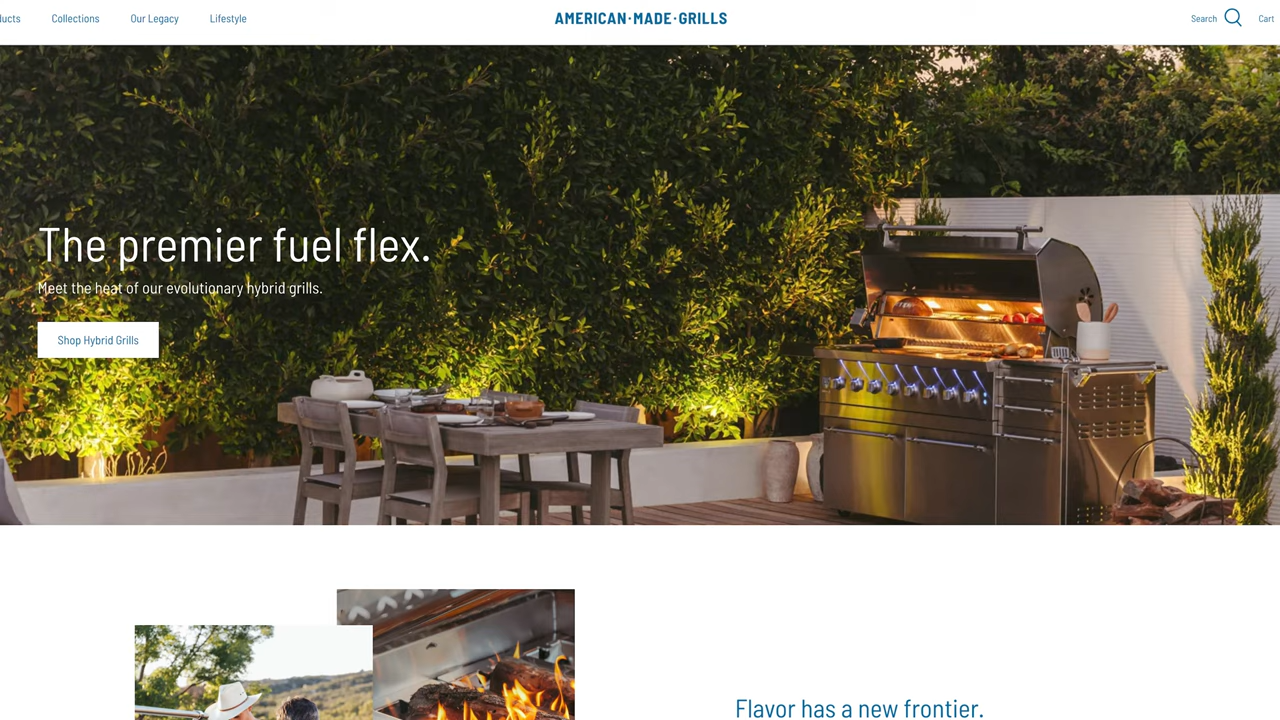 Collections
Our Legacy
Lifestyle
AMERICAN·MADE·GRILLS
Search
Cart
The premier fuel flex.
Meet the heat of our evolutionary hybrid grills.
Shop Hybrid Grills
Flavor has a new frontier.